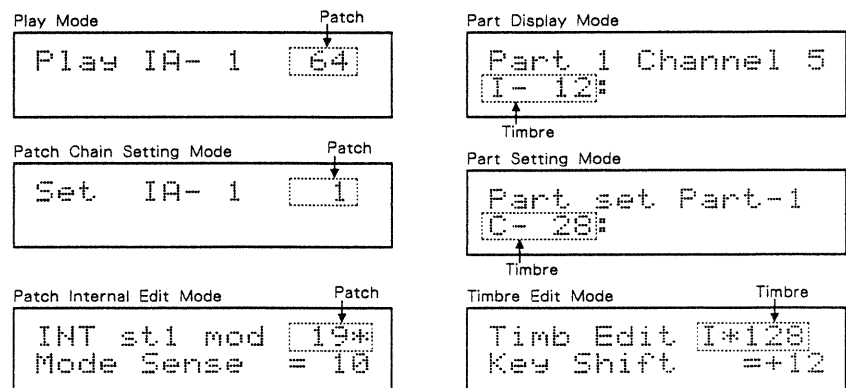 Play Mode
Patch
Play IA- 1 64
Patch Chain Setting Mode
Patch
Set IA- 1 1
Patch Internal Edit Mode
Patch
INT st1 mod 19*
Mode Sense = 10
Part Display Mode
Part 1 Channel 5
I- 12:
Timbre
Part Setting Mode
Part set Part-1
C- 28:
Timbre
Timbre Edit Mode
Timbre
Timb Edit I*128
Key Shift =+12